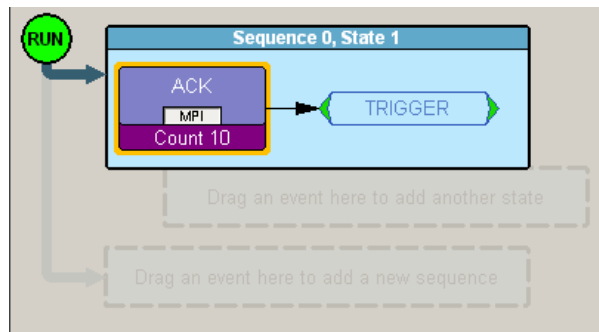 RUN
Sequence 0, State 1
ACK
MPI
Count 10
TRIGGER
Drag an event here to add another state
Drag an event here to add a new sequence